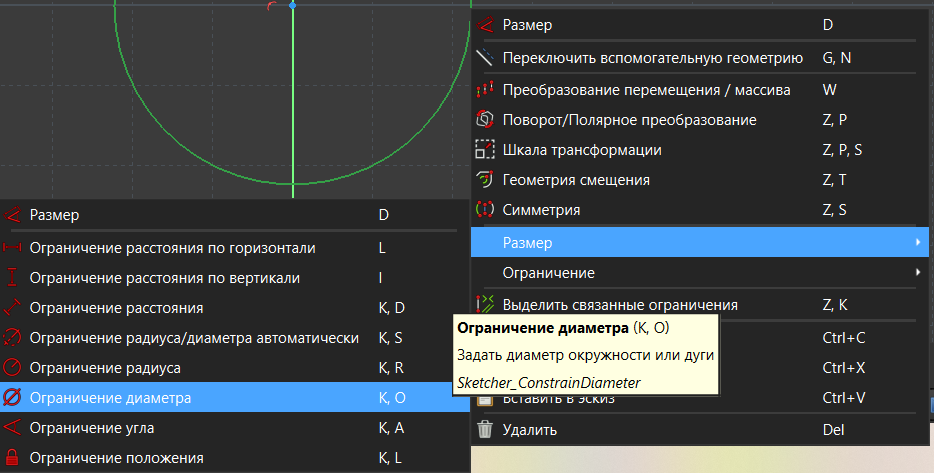 Размер D
Переключить вспомогательную геометрию G, N
Преобразование перемещения / массива W
Поворот/Полярное преобразование Z, P
Шкала трансформации Z, P, S
Геометрия смещения Z, T
Симметрия Z, S
Размер
Ограничение
Выделить связанные ограничения Z, K
Ctrl+C
Ctrl+X
Вставить в эскиз Ctrl+V
Удалить Del
Размер D
Ограничение расстояния по горизонтали L
Ограничение расстояния по вертикали I
Ограничение расстояния K, D
Ограничение радиуса/диаметра автоматически K, S
Ограничение радиуса K, R
Ограничение диаметра K, O
Ограничение угла K, A
Ограничение положения K, L
Ограничение диаметра (K, O)
Задать диаметр окружности или дуги
Sketcher_ConstrainDiameter